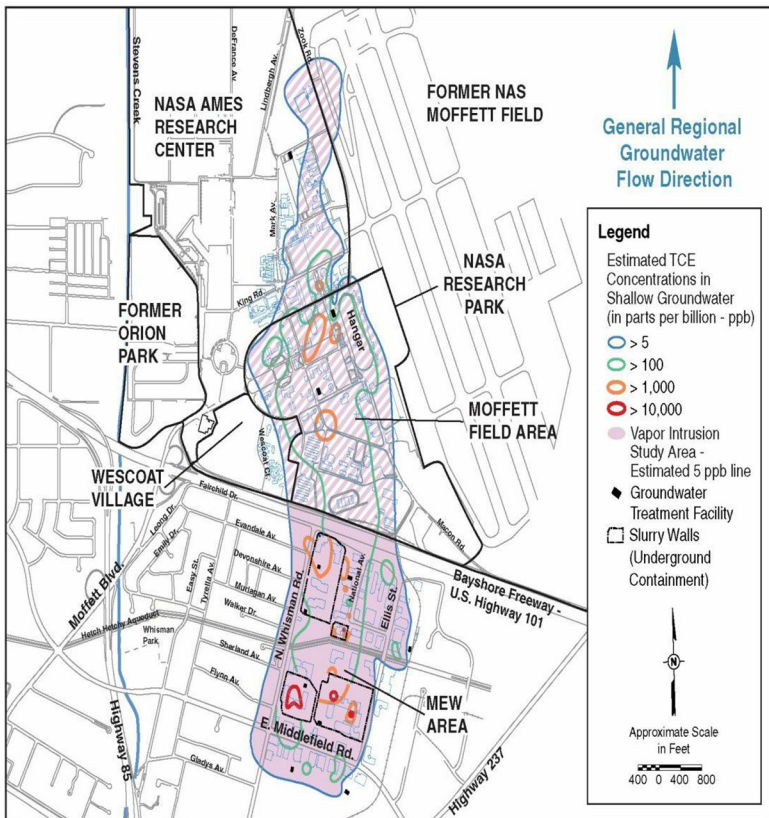 Stevens Creek
DeFrance Av.
Lindbergh Av.
Zook Rd.
NASA AMES
RESEARCH
CENTER
FORMER NAS
MOFFETT FIELD
General Regional
Groundwater
Flow Direction
Mark Av.
NASA
RESEARCH
PARK
King Rd.
FORMER
ORION
PARK
Hangar
MOFFETT
FIELD AREA
WESCOAT
VILLAGE
Wescoat Ct.
Macon Rd.
Fairchild Dr.
Leong Dr.
Emily Dr.
Evandale Av.
Devonshire Av.
Easy St.
Tyrella Av.
Murlagan Av.
Walker Dr.
Moffett Blvd.
Hetch Hetchy Aqueduct
Whisman
Park
N. Whisman Rd.
National Av.
Ellis St.
Bayshore Freeway -
U.S. Highway 101
Sherland Av.
Flynn Av.
MEW
AREA
E. Middlefield Rd.
Gladys Av.
Highway 85
Highway 237
Legend
Estimated TCE
Concentrations in
Shallow Groundwater
(in parts per billion - ppb)
> 5
> 100
> 1,000
> 10,000
Vapor Intrusion
Study Area -
Estimated 5 ppb line
Groundwater
Treatment Facility
Slurry Walls
(Underground
Containment)
N
Approximate Scale
in Feet
400 0 400 800